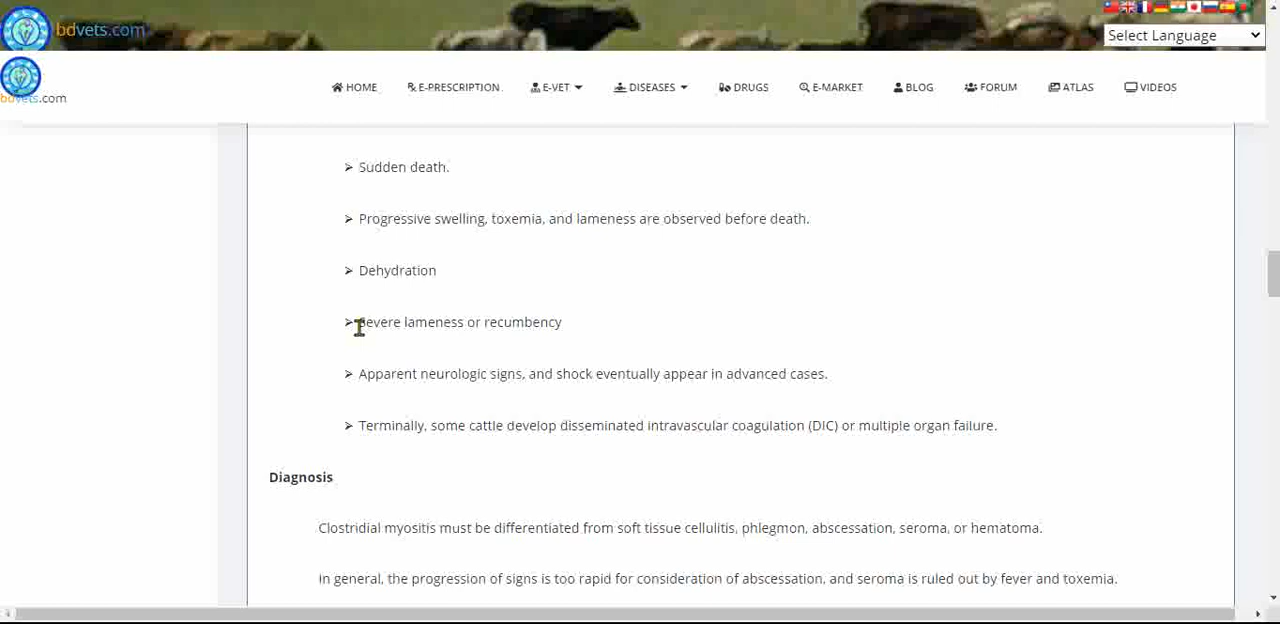 bdvets.com
Select Language
bdvets.com
HOME
E-PRESCRIPTION
E-VET
DISEASES
DRUGS
E-MARKET
BLOG
FORUM
ATLAS
VIDEOS
➢ Sudden death.
➢ Progressive swelling, toxemia, and lameness are observed before death.
➢ Dehydration
➢ Severe lameness or recumbency
➢ Apparent neurologic signs, and shock eventually appear in advanced cases.
➢ Terminally, some cattle develop disseminated intravascular coagulation (DIC) or multiple organ failure.
Diagnosis
Clostridial myositis must be differentiated from soft tissue cellulitis, phlegmon, abscessation, seroma, or hematoma.
In general, the progression of signs is too rapid for consideration of abscessation, and seroma is ruled out by fever and toxemia.